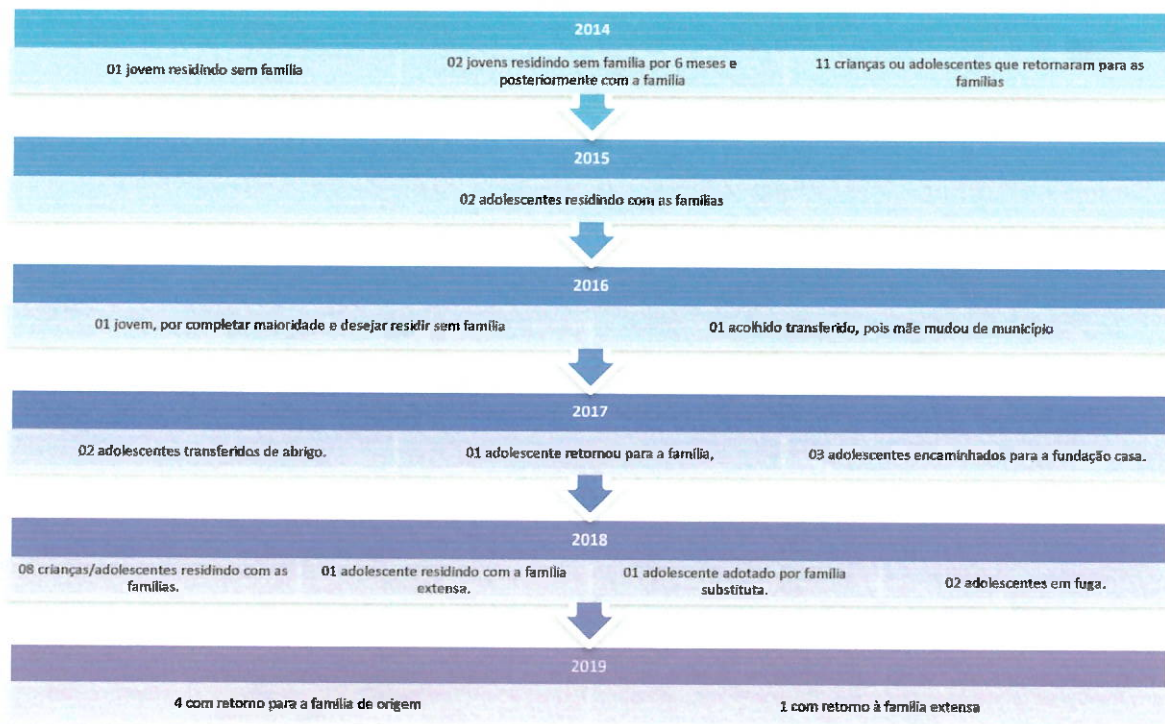 2014
01 jovem residindo sem família
02 jovens residindo sem família por 6 meses e
posteriormente com a família
11 crianças ou adolescentes que retornaram para as
famílias
2015
02 adolescentes residindo com as famílias
2016
01 jovem, por completar maioridade e desejar residir sem família
01 acolhido transferido, pois mãe mudou de município
2017
02 adolescentes transferidos de abrigo.
01 adolescente retornou para a família,
03 adolescentes encaminhados para a fundação casa.
2018
08 crianças/adolescentes residindo com as
famílias.
01 adolescente residindo com a família
extensa.
01 adolescente adotado por família
substituta.
02 adolescentes em fuga.
2019
4 com retorno para a família de origem
1 com retorno à família extensa